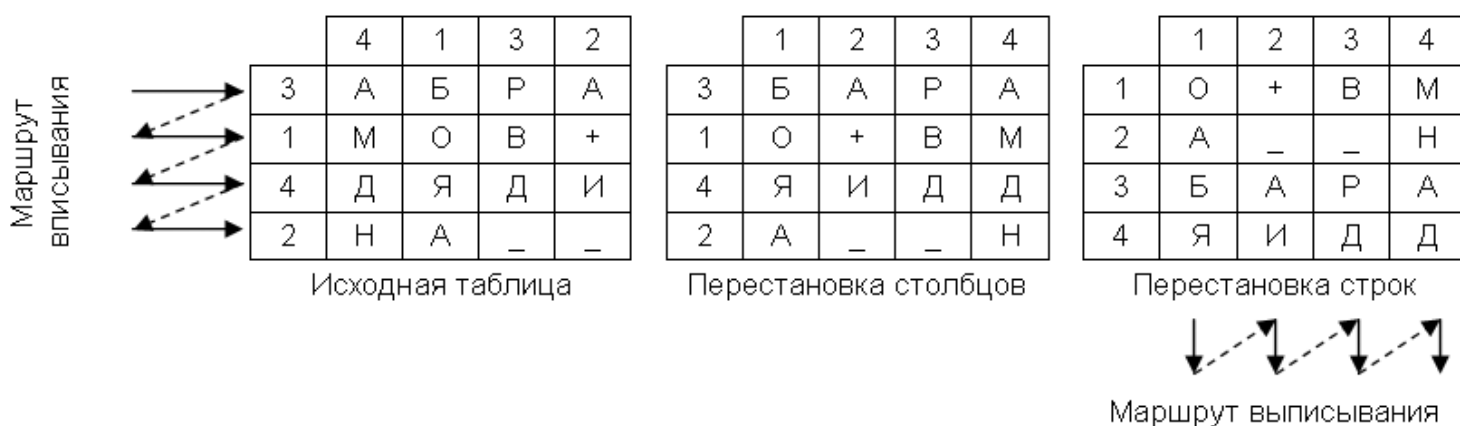 4 1 3 2 1 2 3 4 1 2 3 4
3 А Б Р А 3 Б А Р А 1 О + В М
1 М О В + 1 О + В М 2 А _ _ Н
4 Д Я Д И 4 Я И Д Д 3 Б А Р А
2 Н А _ _ 2 А _ _ Н 4 Я И Д Д
Маршрут
вписывания
Исходная таблица Перестановка столбцов Перестановка строк
Маршрут выписывания